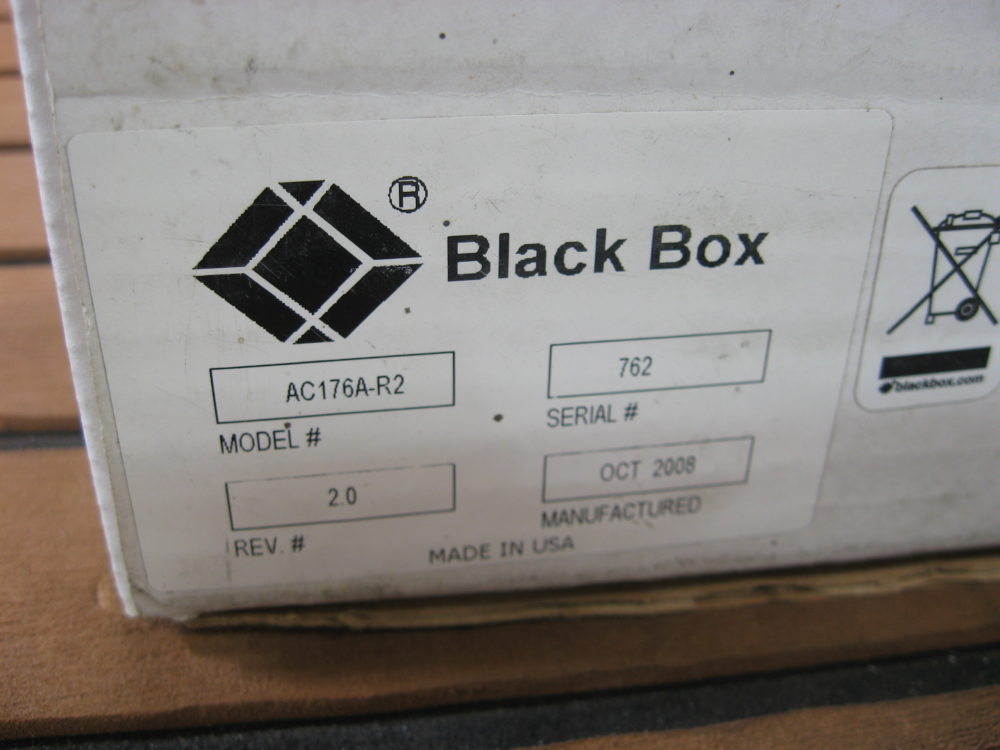 ®
Black Box
AC176A-R2
762
MODEL #
SERIAL #
2.0
OCT 2008
REV. #
MANUFACTURED
MADE IN USA
blackbox.com